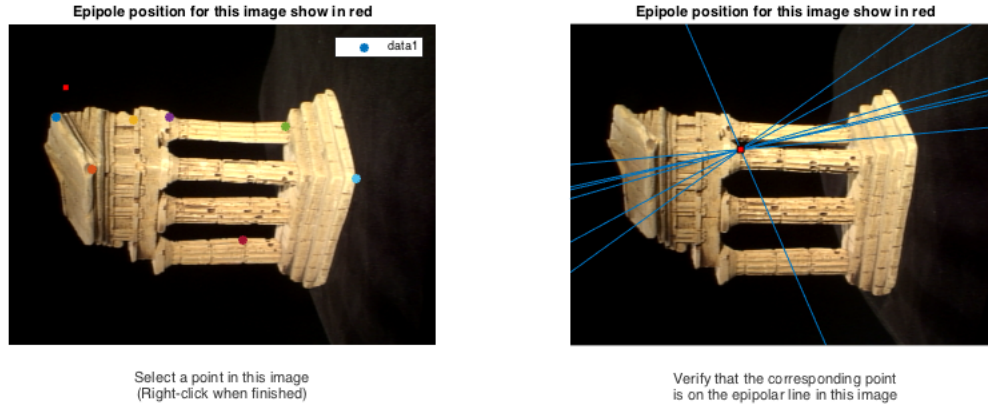 Epipole position for this image show in red
Epipole position for this image show in red
data1
Select a point in this image
(Right-click when finished)
Verify that the corresponding point
is on the epipolar line in this image